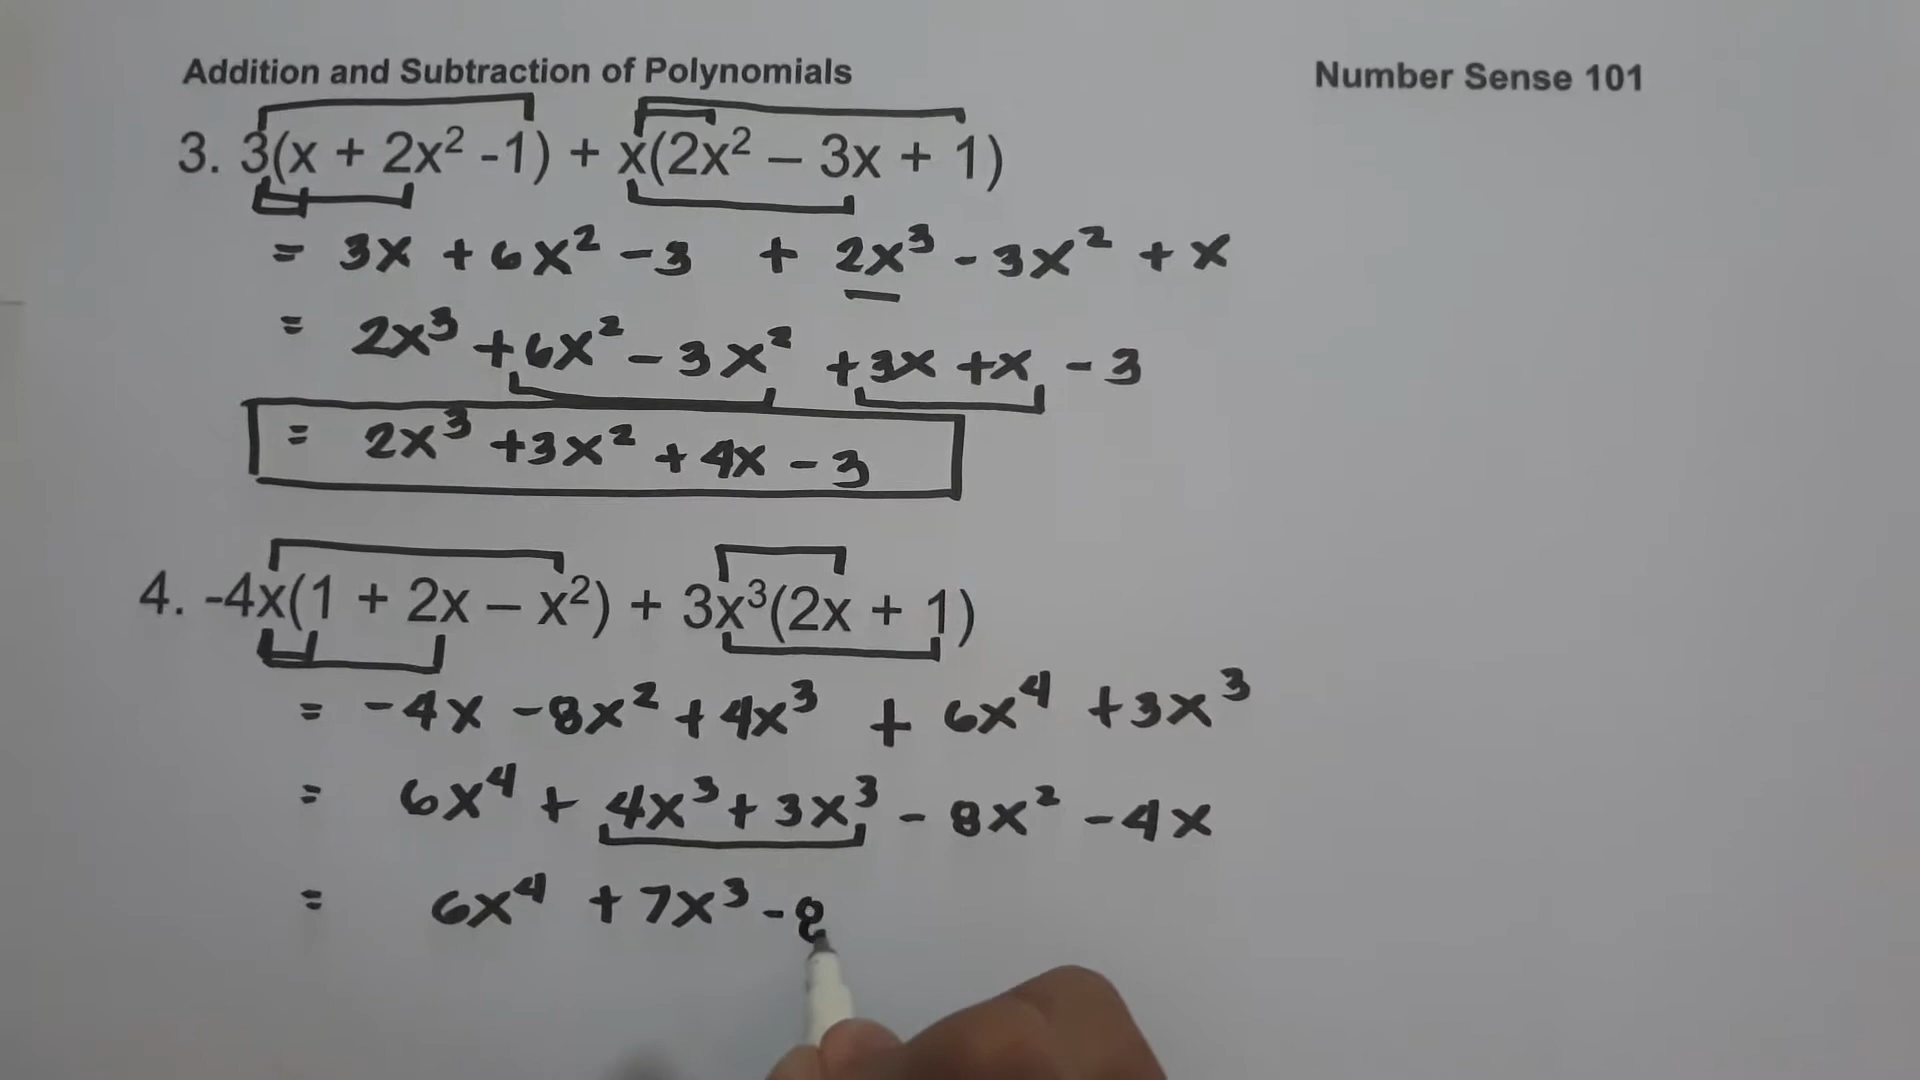 Addition and Subtraction of Polynomials
Number Sense 101
3. 3(x + 2x² -1) + x(2x² – 3x + 1)
= 3x + 6x² - 3 + 2x³ - 3x² + x
= 2x³ + 6x² - 3x² + 3x + x - 3
= 2x³ + 3x² + 4x - 3
4. -4x(1 + 2x – x²) + 3x³(2x + 1)
= -4x - 8x² + 4x³ + 6x⁴ + 3x³
= 6x⁴ + 4x³ + 3x³ - 8x² - 4x
= 6x⁴ + 7x³ - 8